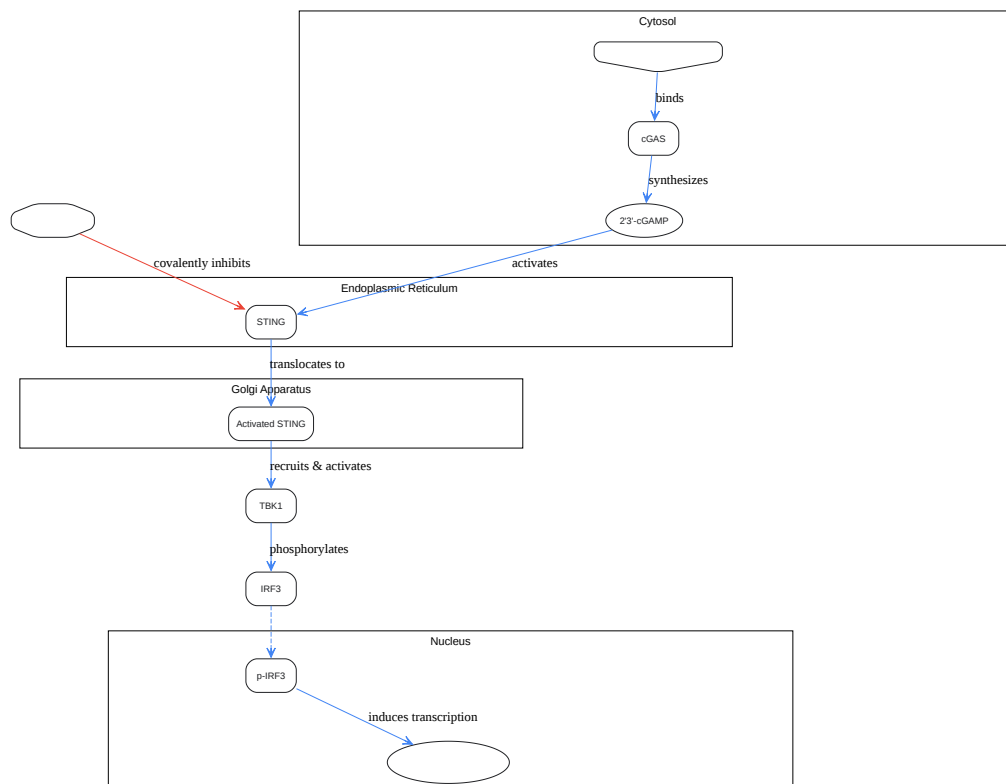 Cytosol
binds
cGAS
synthesizes
2'3'-cGAMP
covalently inhibits
activates
Endoplasmic Reticulum
STING
translocates to
Golgi Apparatus
Activated STING
recruits & activates
TBK1
phosphorylates
IRF3
Nucleus
p-IRF3
induces transcription